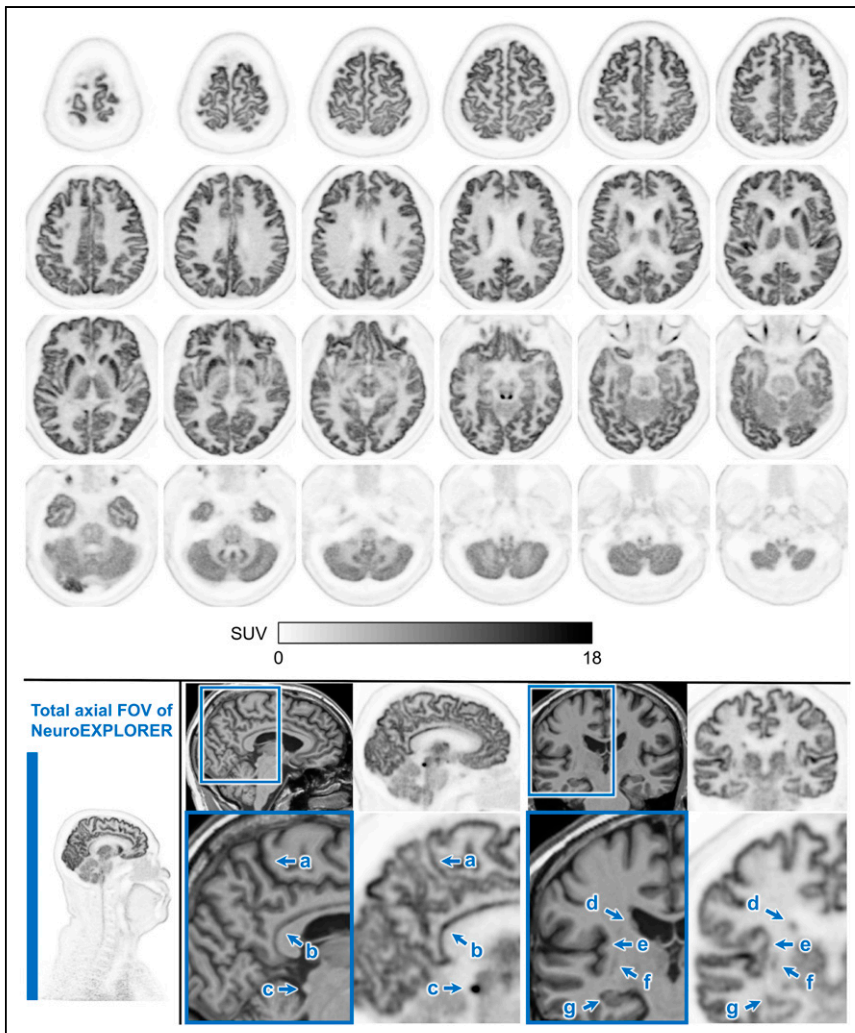 SUV
0
18
Total axial FOV of
NeuroEXPLORER
a
a
b
b
c
c
d
d
e
e
f
f
g
g